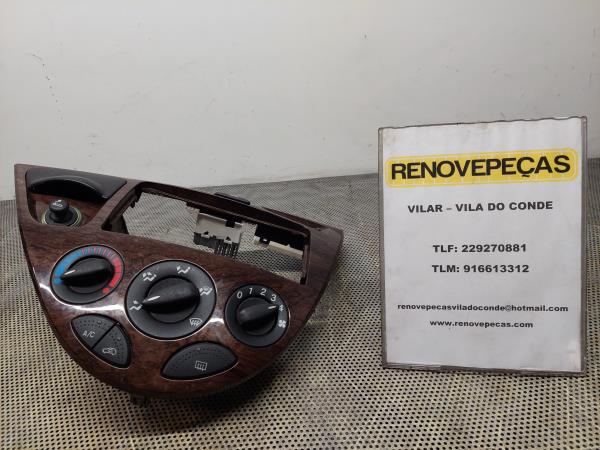 RENOVEPEÇAS
VILAR – VILA DO CONDE
TLF: 229270881
TLM: 916613312
renovepecasviladoconde@hotmail.com
www.renovepecas.com
0 1 2 3 4
A/C